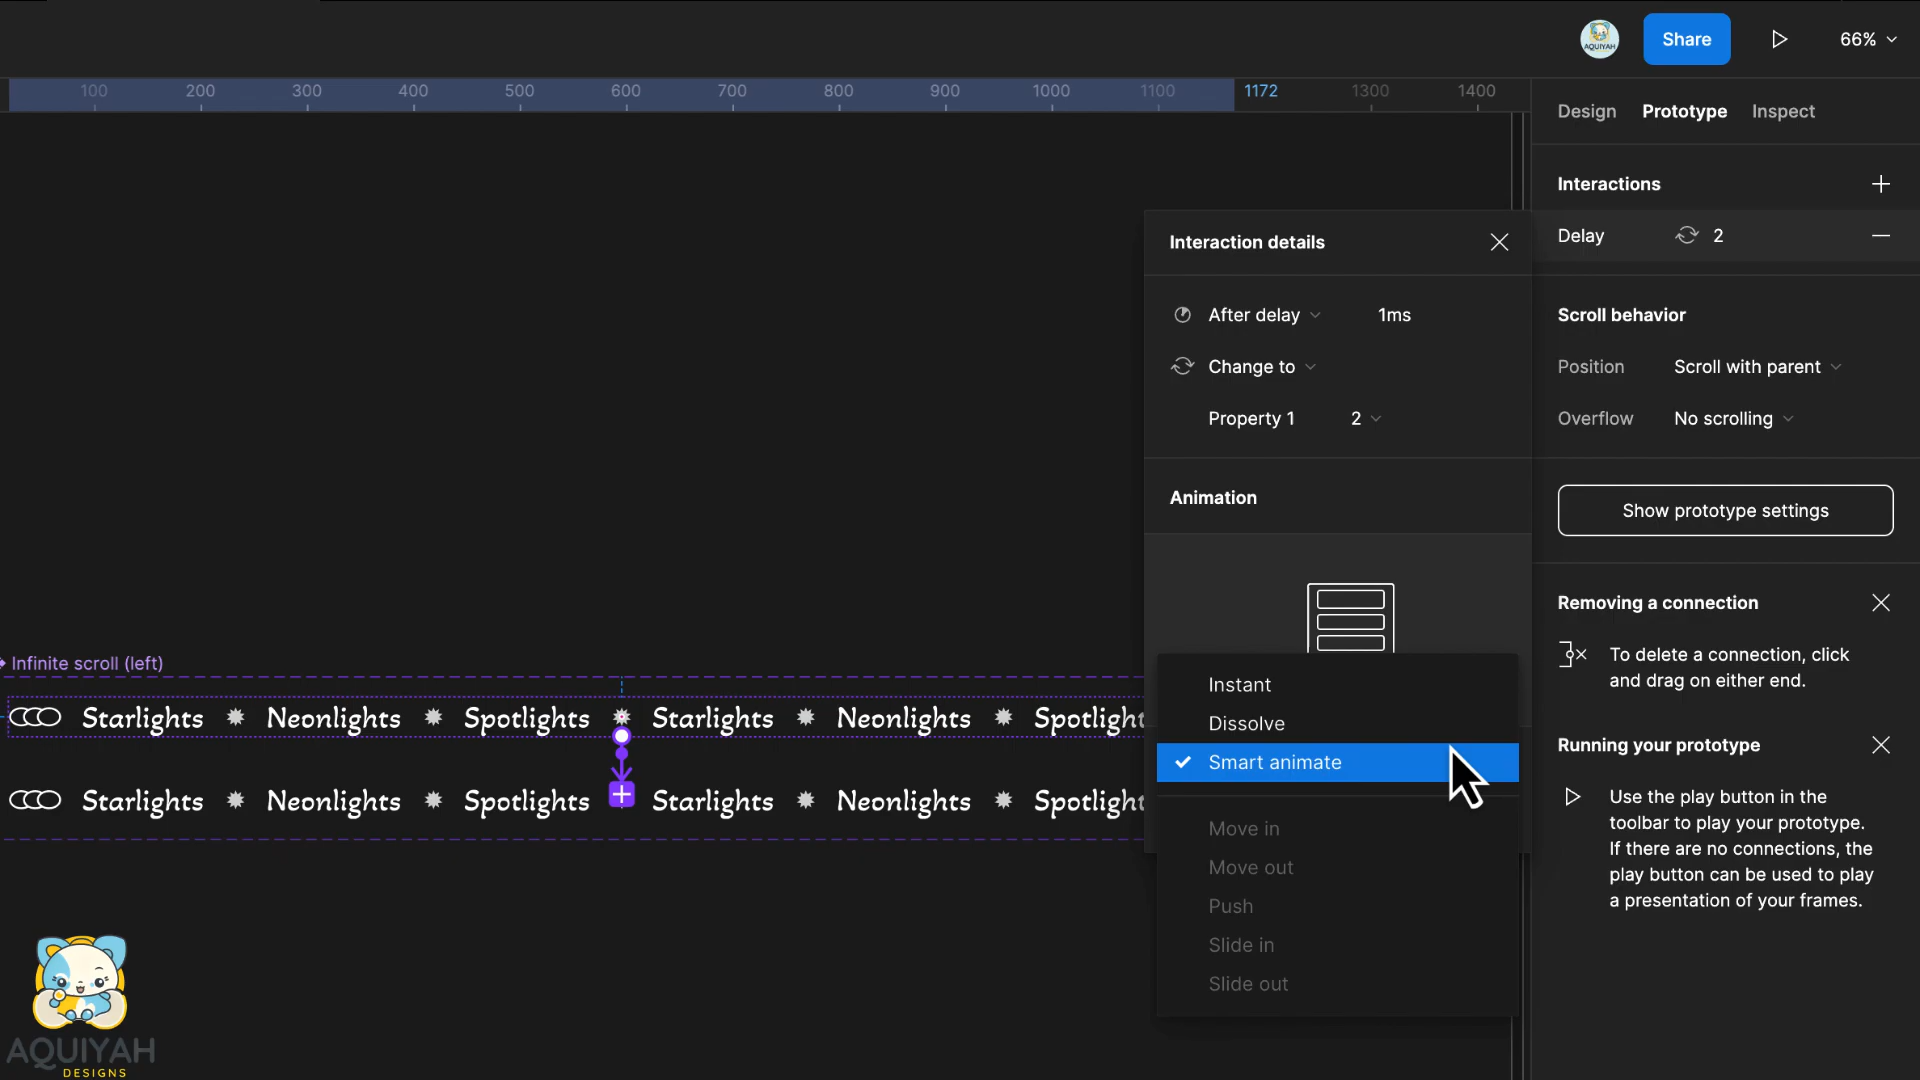 AQUIYAH
Share
66%
100 200 300 400 500 600 700 800 900 1000 1100 1172 1300 1400
Design Prototype Inspect
Interactions
Delay 2
Interaction details
After delay 1ms
Change to
Property 1 2
Animation
Scroll behavior
Position Scroll with parent
Overflow No scrolling
Show prototype settings
Removing a connection
To delete a connection, click
and drag on either end.
Running your prototype
Use the play button in the
toolbar to play your prototype.
If there are no connections, the
play button can be used to play
a presentation of your frames.
Instant
Dissolve
Smart animate
Move in
Move out
Push
Slide in
Slide out
Infinite scroll (left)
Starlights Neonlights Spotlights Starlights Neonlights Spotlight
Starlights Neonlights Spotlights Starlights Neonlights Spotlight
AQUIYAH
DESIGNS